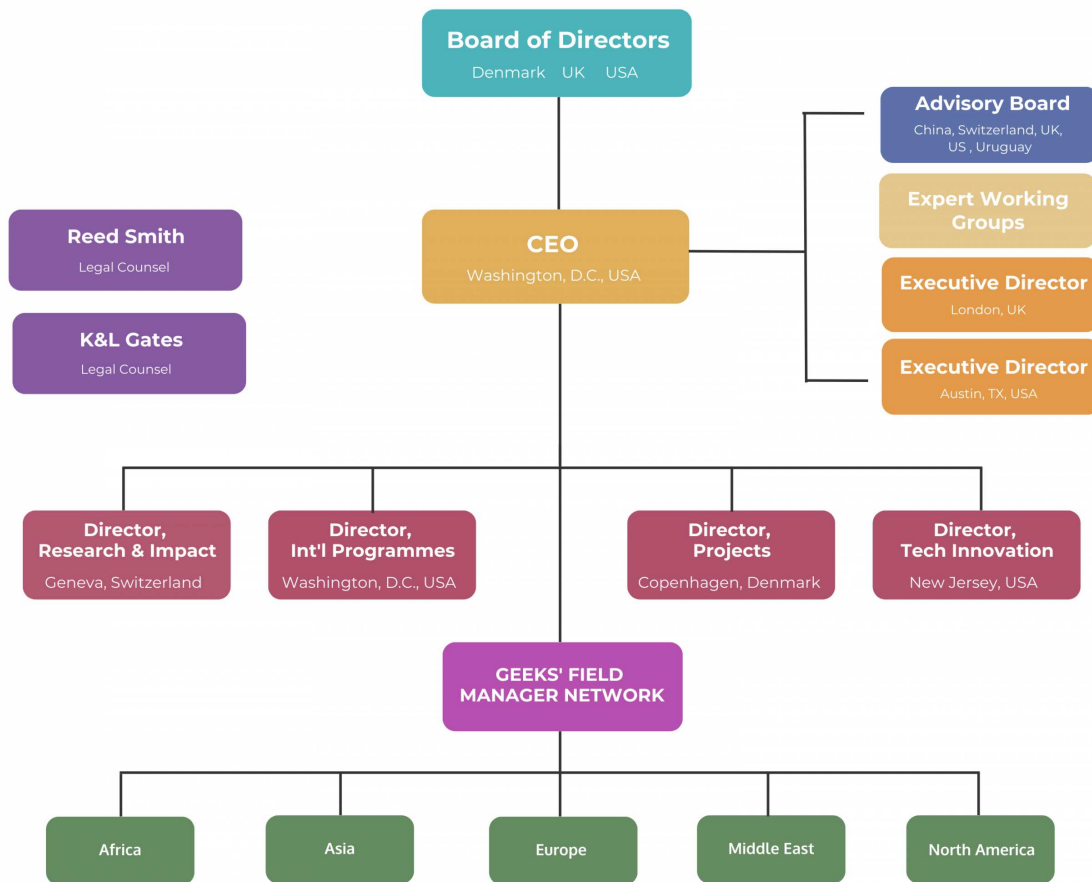 Board of Directors
Denmark UK USA
Advisory Board
China, Switzerland, UK,
US , Uruguay
Expert Working
Groups
Reed Smith
Legal Counsel
CEO
Washington, D.C., USA
Executive Director
London, UK
K&L Gates
Legal Counsel
Executive Director
Austin, TX, USA
Director,
Research & Impact
Geneva, Switzerland
Director,
Int'l Programmes
Washington, D.C., USA
Director,
Projects
Copenhagen, Denmark
Director,
Tech Innovation
New Jersey, USA
GEEKS' FIELD
MANAGER NETWORK
Africa
Asia
Europe
Middle East
North America